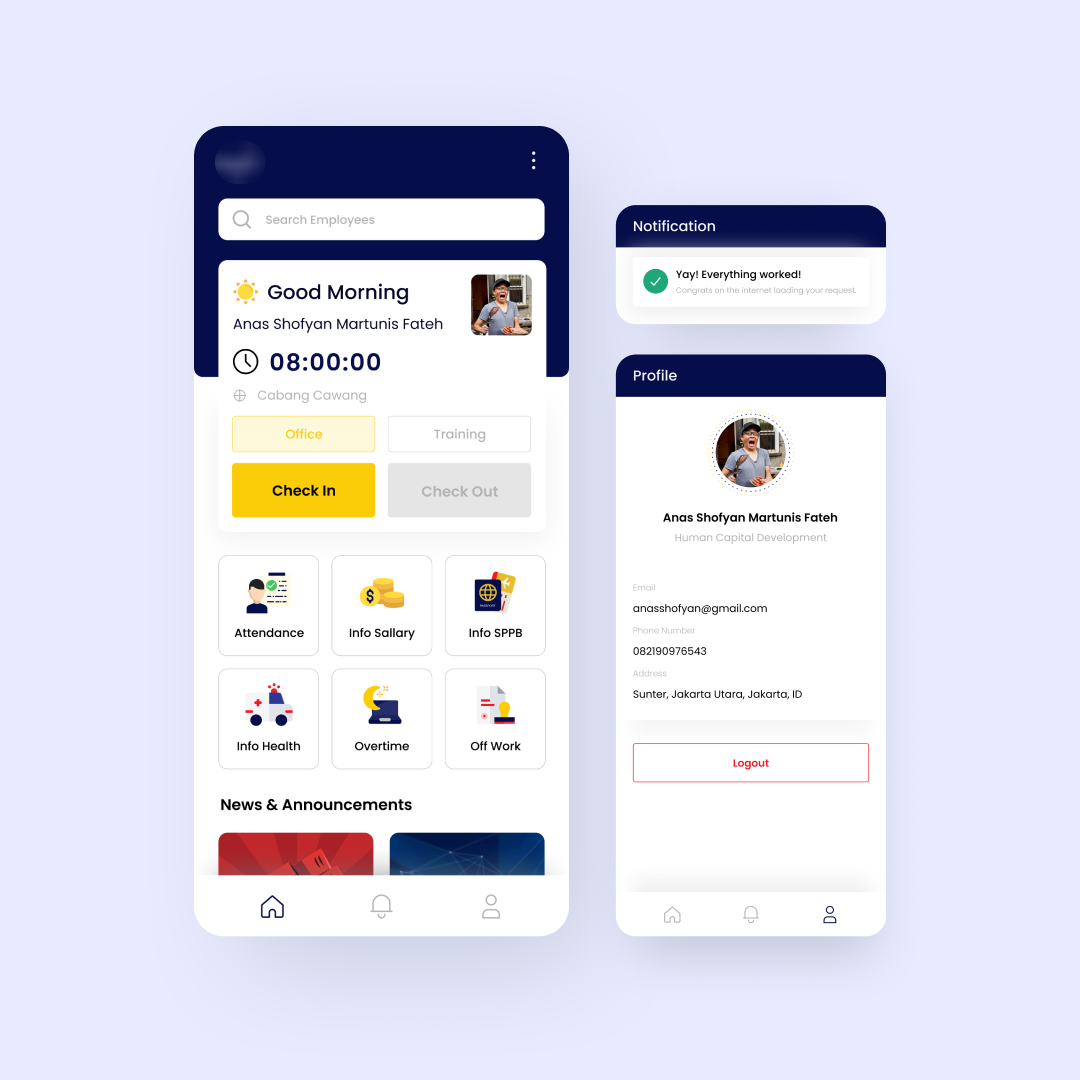 Search Employees
Good Morning
Anas Shofyan Martunis Fateh
08:00:00
Cabang Cawang
Office
Training
Check In
Check Out
Attendance
Info Sallary
Info SPPB
Info Health
Overtime
Off Work
News & Announcements
Notification
Yay! Everything worked!
Congrats on the internet loading your request.
Profile
Anas Shofyan Martunis Fateh
Human Capital Development
Email
anasshofyan@gmail.com
Phone Number
082190976543
Address
Sunter, Jakarta Utara, Jakarta, ID
Logout